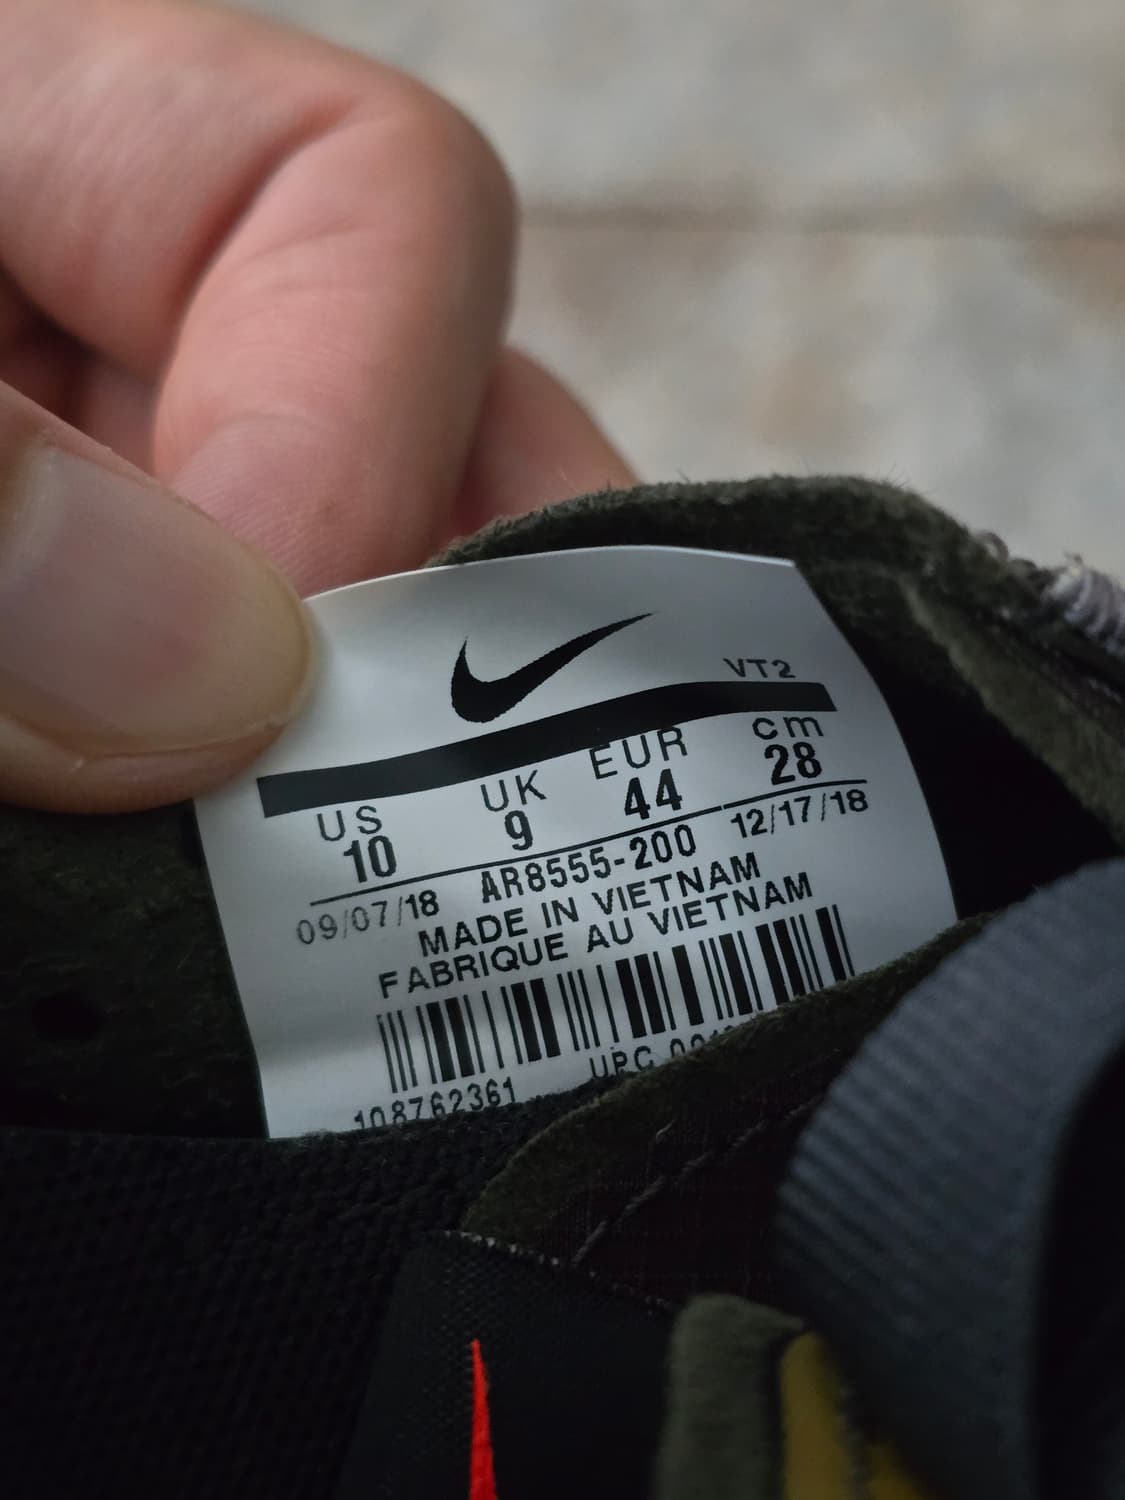 VT2
US UK EUR cm
10 9 44 28
09/07/18 AR8555-200 12/17/18
MADE IN VIETNAM
FABRIQUE AU VIETNAM
108762361 UPC